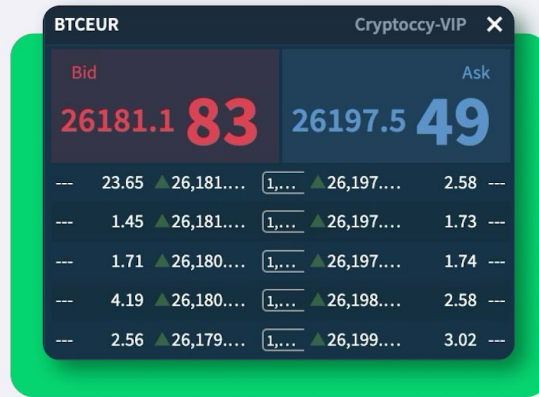 BTCEUR Cryptoccy-VIP ✕
Bid Ask
26181.1 83 26197.5 49
--- 23.65 ▲26,181.... 1,... ▲26,197.... 2.58 ---
--- 1.45 ▲26,181.... 1,... ▲26,197.... 1.73 ---
--- 1.71 ▲26,180.... 1,... ▲26,197.... 1.74 ---
--- 4.19 ▲26,180.... 1,... ▲26,198.... 2.58 ---
--- 2.56 ▲26,179.... 1,... ▲26,199.... 3.02 ---